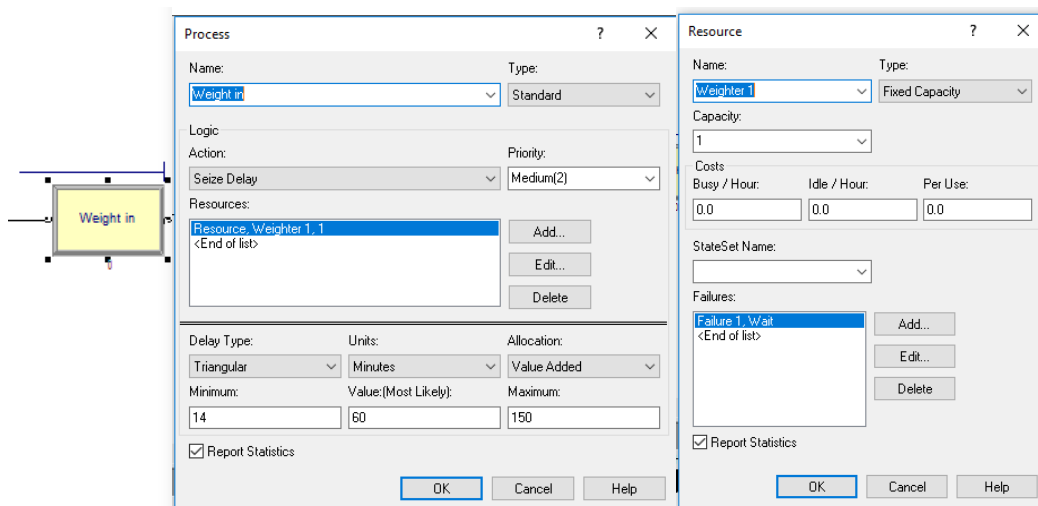 Weight in
0
Process ? ×
Name: Type:
Weight in Standard
Logic
Action: Priority:
Seize Delay Medium(2)
Resources:
Resource, Weighter 1, 1
<End of list>
Add...
Edit...
Delete
Delay Type: Units: Allocation:
Triangular Minutes Value Added
Minimum: Value:(Most Likely): Maximum:
14 60 150
Report Statistics
OK Cancel Help
Resource ? ×
Name: Type:
Weighter 1 Fixed Capacity
Capacity:
1
Costs
Busy / Hour: Idle / Hour: Per Use:
0.0 0.0 0.0
StateSet Name:
Failures:
Failure 1, Wait
<End of list>
Add...
Edit...
Delete
Report Statistics
OK Cancel Help